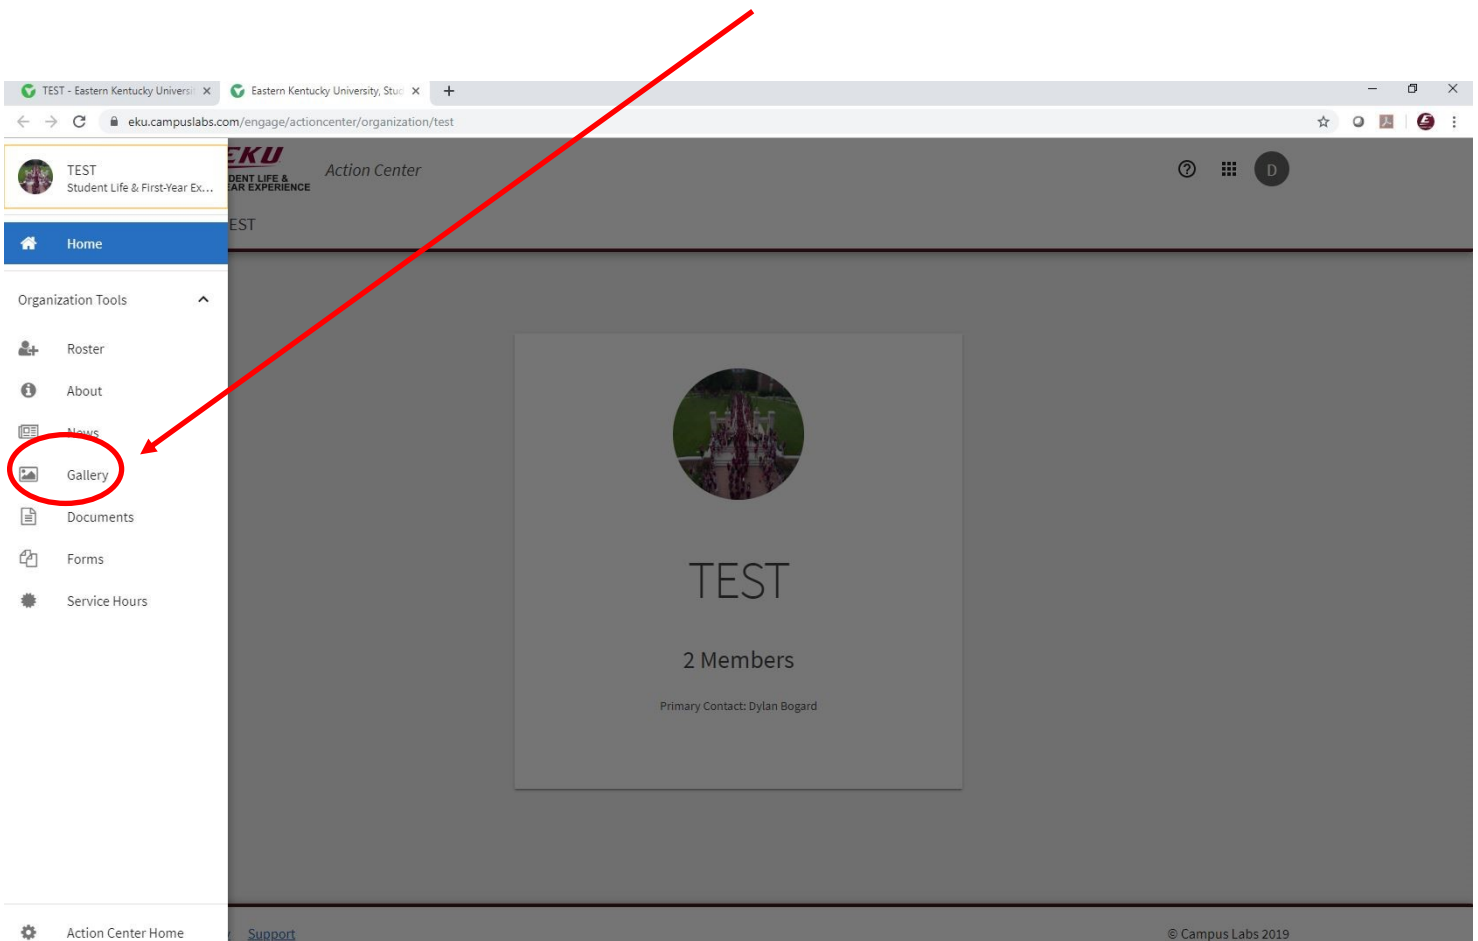 TEST - Eastern Kentucky Universi
Eastern Kentucky University, Stuc
eku.campuslabs.com/engage/actioncenter/organization/test
TEST
Student Life & First-Year Ex...
EKU
DENT LIFE &
EAR EXPERIENCE
Action Center
D
EST
Home
Organization Tools
Roster
About
News
Gallery
Documents
Forms
Service Hours
TEST
2 Members
Primary Contact: Dylan Bogard
Action Center Home
Support
© Campus Labs 2019